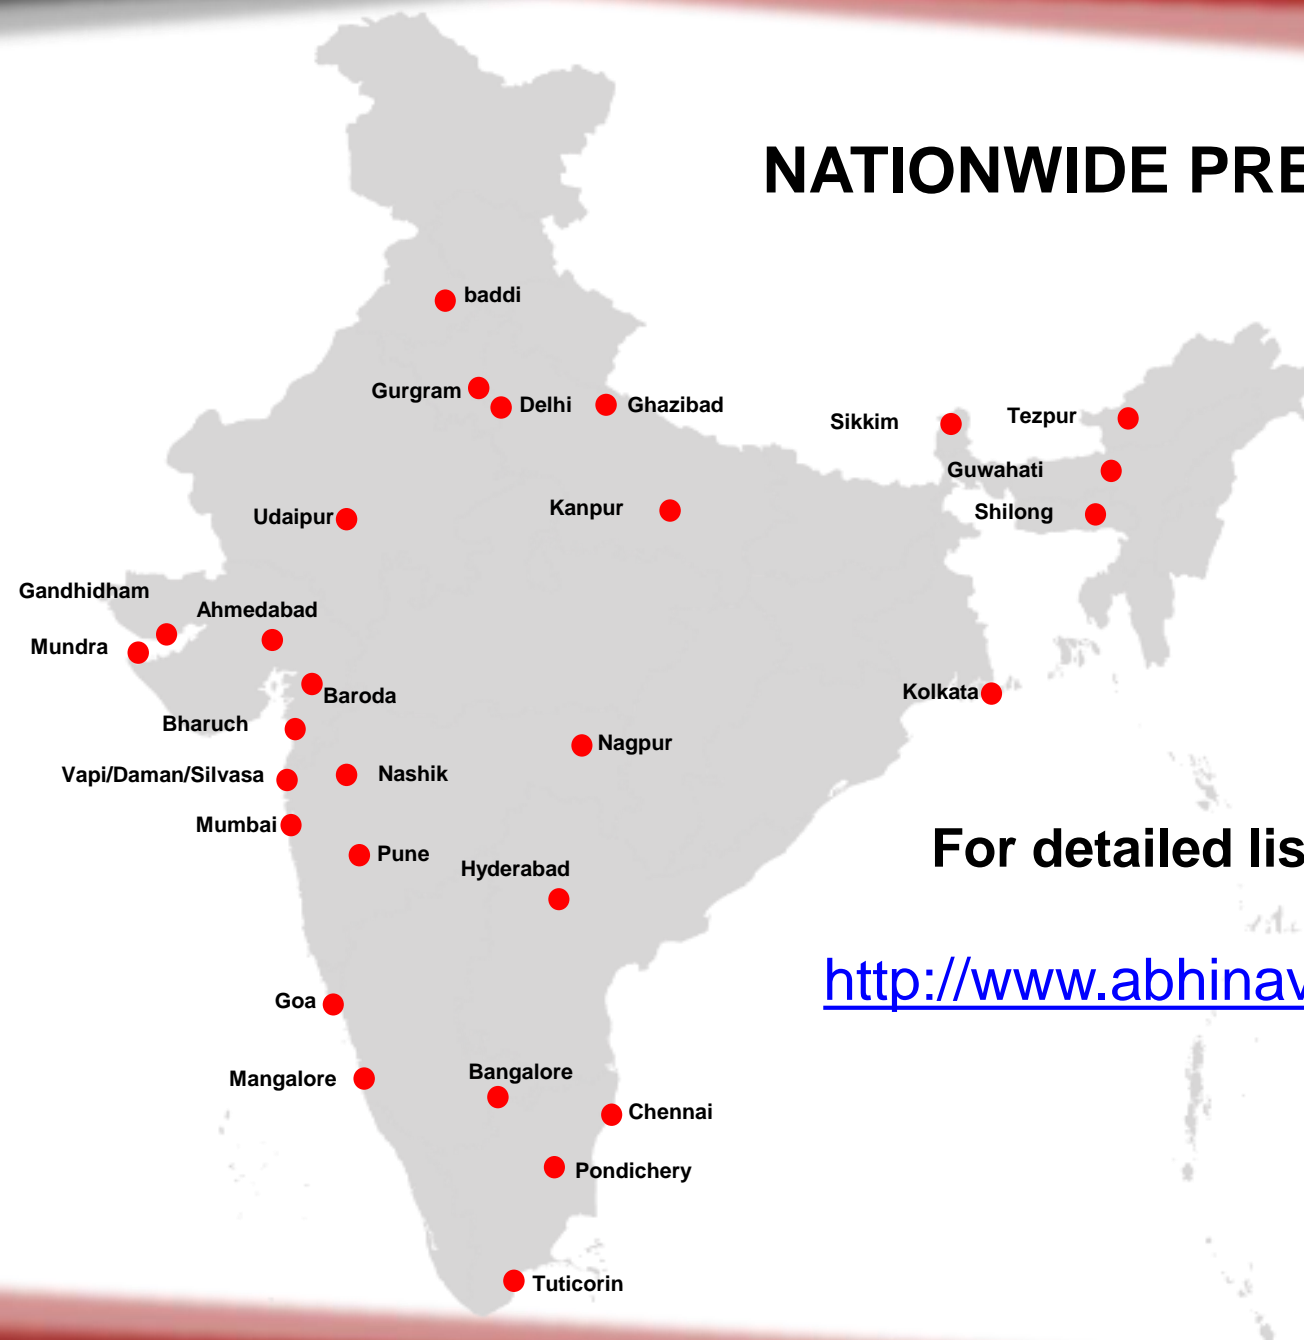 NATIONWIDE PRE
baddi
Gurgram
Delhi
Ghazibad
Sikkim
Tezpur
Guwahati
Shilong
Udaipur
Kanpur
Gandhidham
Ahmedabad
Mundra
Baroda
Kolkata
Bharuch
Nagpur
Vapi/Daman/Silvasa
Nashik
Mumbai
Pune
Hyderabad
For detailed lis
http://www.abhinav
Goa
Mangalore
Bangalore
Chennai
Pondichery
Tuticorin